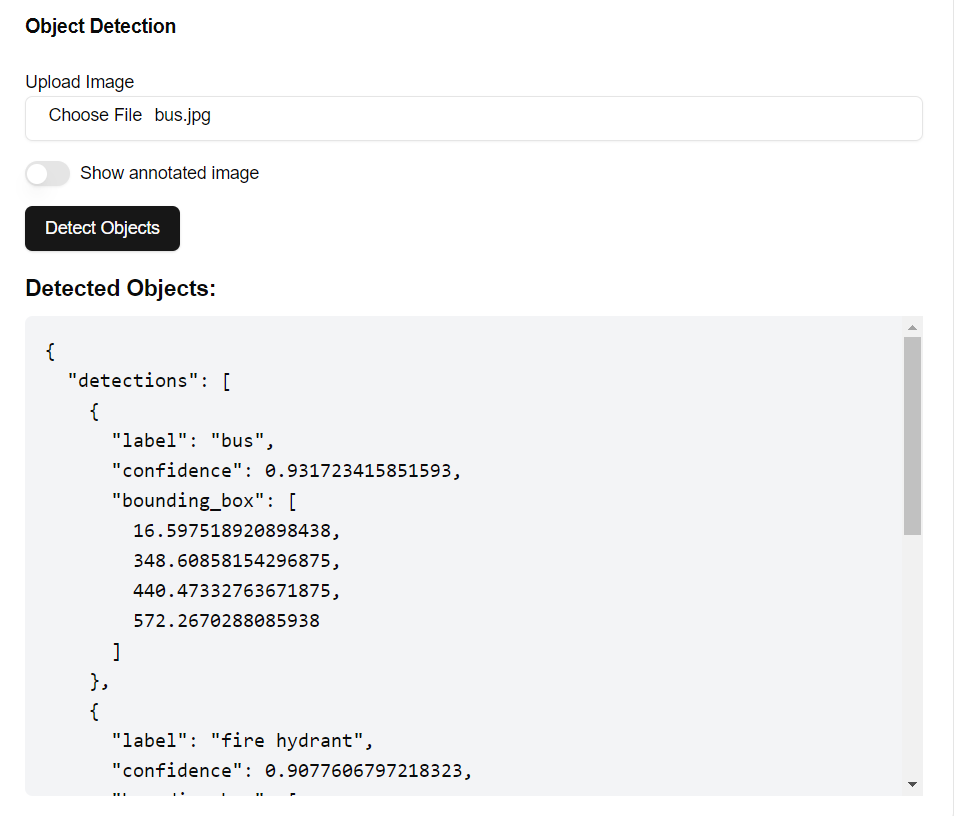 Object Detection
Upload Image
Choose File bus.jpg
Show annotated image
Detect Objects
Detected Objects:
{
"detections": [
{
"label": "bus",
"confidence": 0.931723415851593,
"bounding_box": [
16.597518920898438,
348.60858154296875,
440.47332763671875,
572.2670288085938
]
},
{
"label": "fire hydrant",
"confidence": 0.9077606797218323,